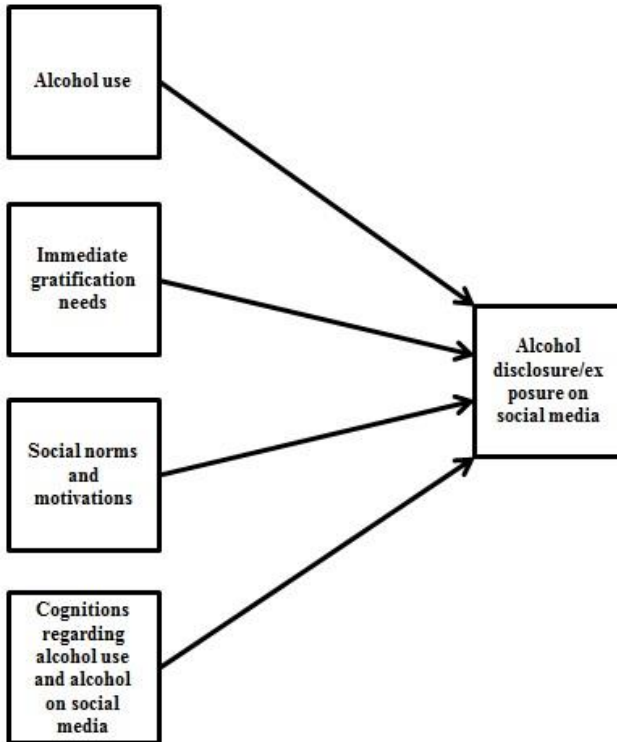 Alcohol use
Immediate
gratification
needs
Social norms
and
motivations
Cognitions
regarding
alcohol use
and alcohol
on social
media
Alcohol
disclosure/ex
posure on
social media